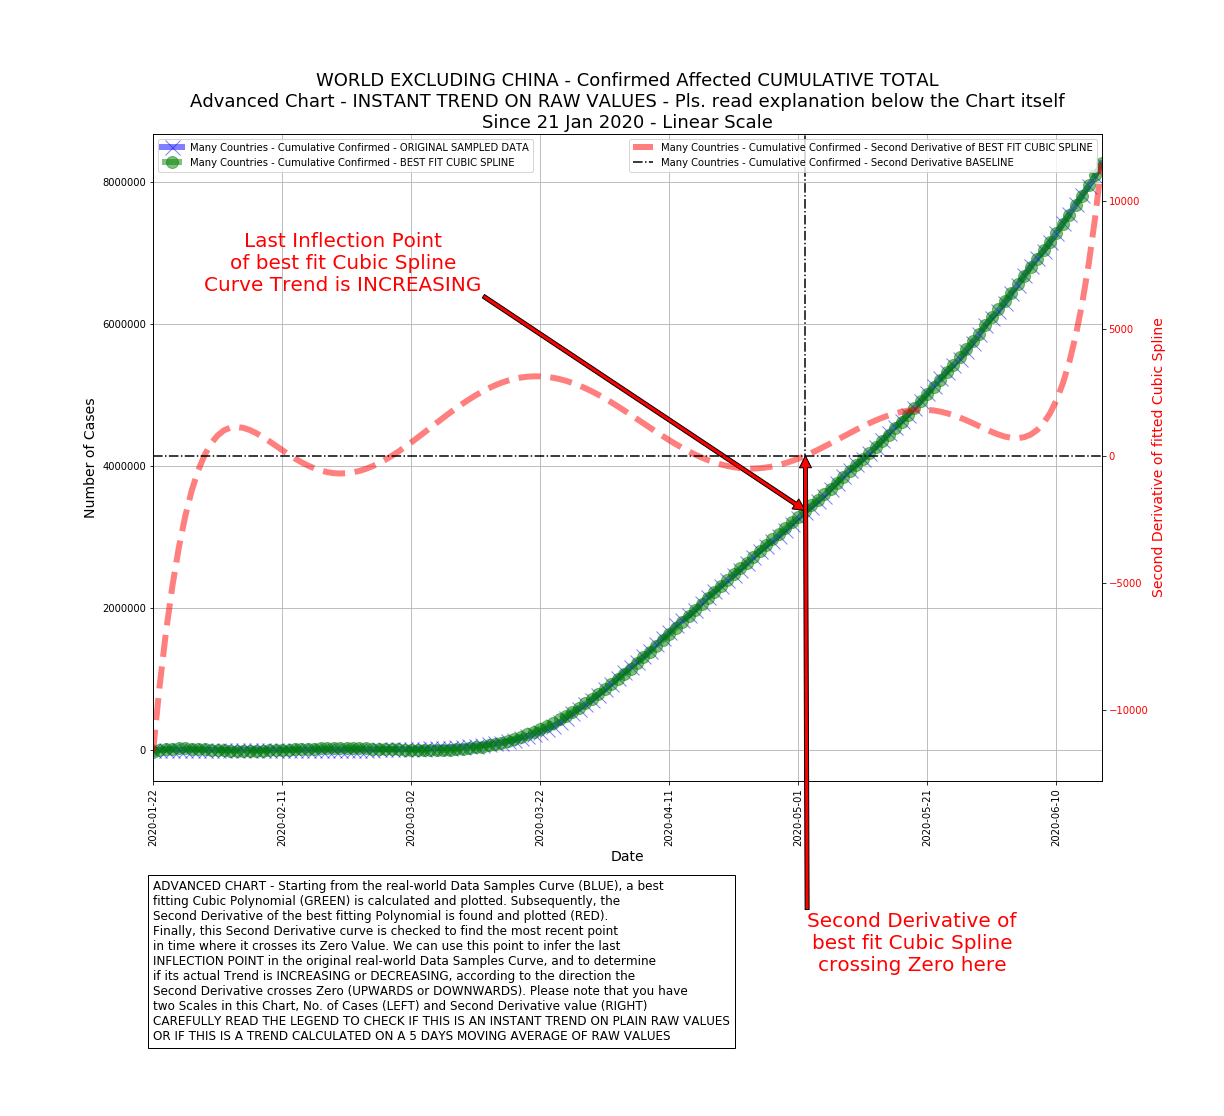 WORLD EXCLUDING CHINA - Confirmed Affected CUMULATIVE TOTAL
Advanced Chart - INSTANT TREND ON RAW VALUES - Pls. read explanation below the Chart itself
Since 21 Jan 2020 - Linear Scale
Many Countries - Cumulative Confirmed - ORIGINAL SAMPLED DATA
Many Countries - Cumulative Confirmed - BEST FIT CUBIC SPLINE
Many Countries - Cumulative Confirmed - Second Derivative of BEST FIT CUBIC SPLINE
Many Countries - Cumulative Confirmed - Second Derivative BASELINE
Last Inflection Point
of best fit Cubic Spline
Curve Trend is INCREASING
Number of Cases
8000000
6000000
4000000
2000000
0
10000
5000
0
−5000
−10000
Second Derivative of fitted Cubic Spline
2020-01-22
2020-02-11
2020-03-02
2020-03-22
2020-04-11
2020-05-01
2020-05-21
2020-06-10
Date
ADVANCED CHART - Starting from the real-world Data Samples Curve (BLUE), a best
fitting Cubic Polynomial (GREEN) is calculated and plotted. Subsequently, the
Second Derivative of the best fitting Polynomial is found and plotted (RED).
Finally, this Second Derivative curve is checked to find the most recent point
in time where it crosses its Zero Value. We can use this point to infer the last
INFLECTION POINT in the original real-world Data Samples Curve, and to determine
if its actual Trend is INCREASING or DECREASING, according to the direction the
Second Derivative crosses Zero (UPWARDS or DOWNWARDS). Please note that you have
two Scales in this Chart, No. of Cases (LEFT) and Second Derivative value (RIGHT)
CAREFULLY READ THE LEGEND TO CHECK IF THIS IS AN INSTANT TREND ON PLAIN RAW VALUES
OR IF THIS IS A TREND CALCULATED ON A 5 DAYS MOVING AVERAGE OF RAW VALUES
Second Derivative of
best fit Cubic Spline
crossing Zero here